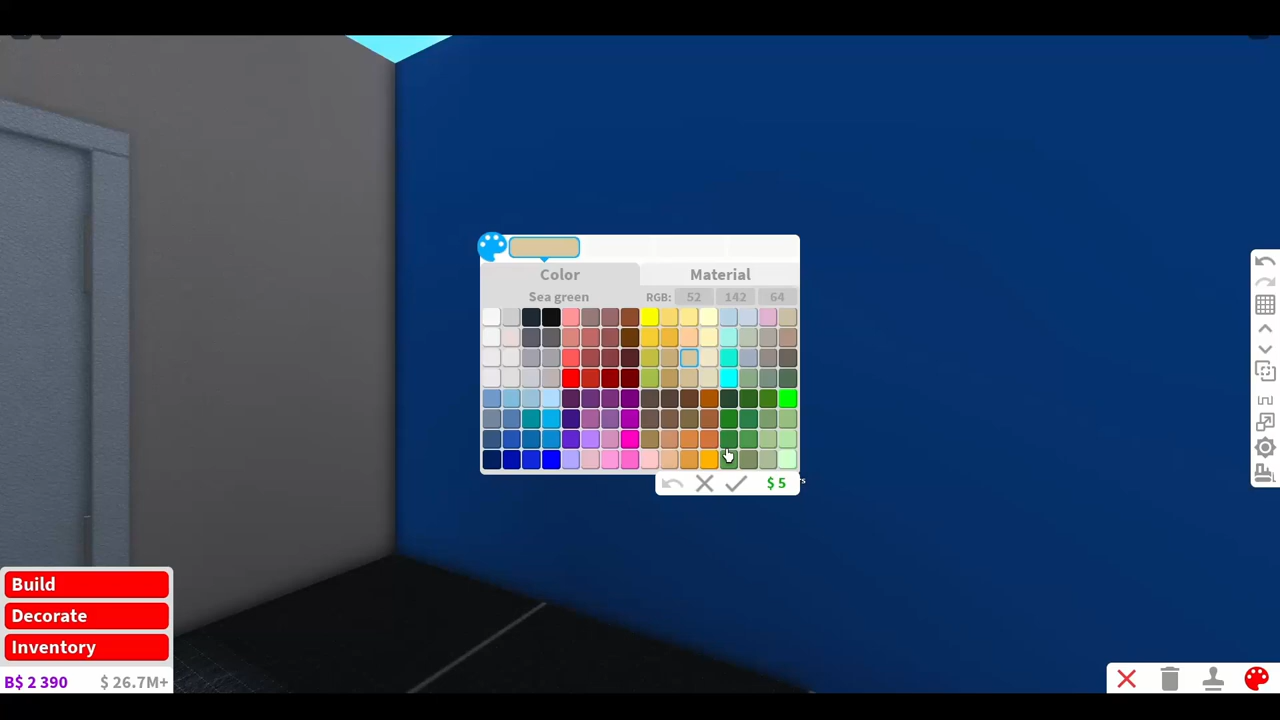 Color Material
Sea green RGB: 52 142 64
$ 5
Build
Decorate
Inventory
B$ 2 390 $ 26.7M+